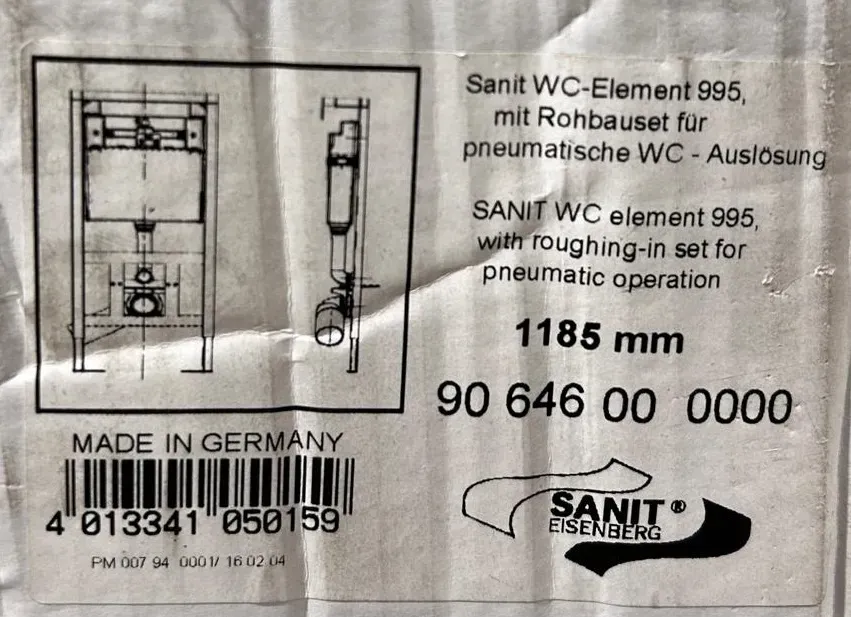 Sanit WC-Element 995,
mit Rohbauset für
pneumatische WC - Auslösung
SANIT WC element 995,
with roughing-in set for
pneumatic operation
1185 mm
90 646 00 0000
MADE IN GERMANY
4 013341 050159
PM 007 94 0001/ 16 02 04
SANIT®
EISENBERG